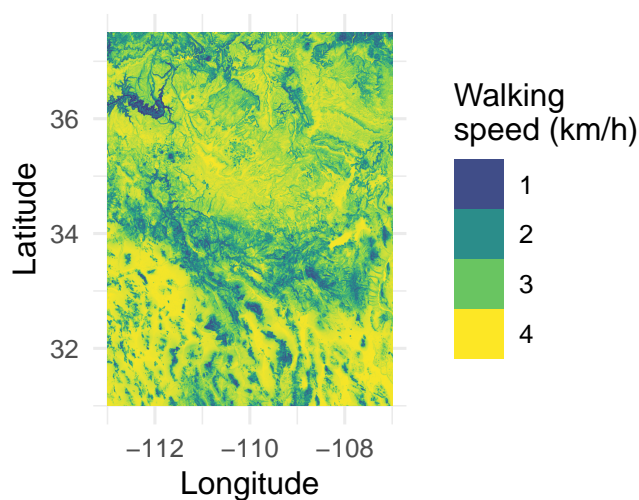 Walking
speed (km/h)
1
2
3
4
Latitude
36
34
32
−112
−110
−108
Longitude